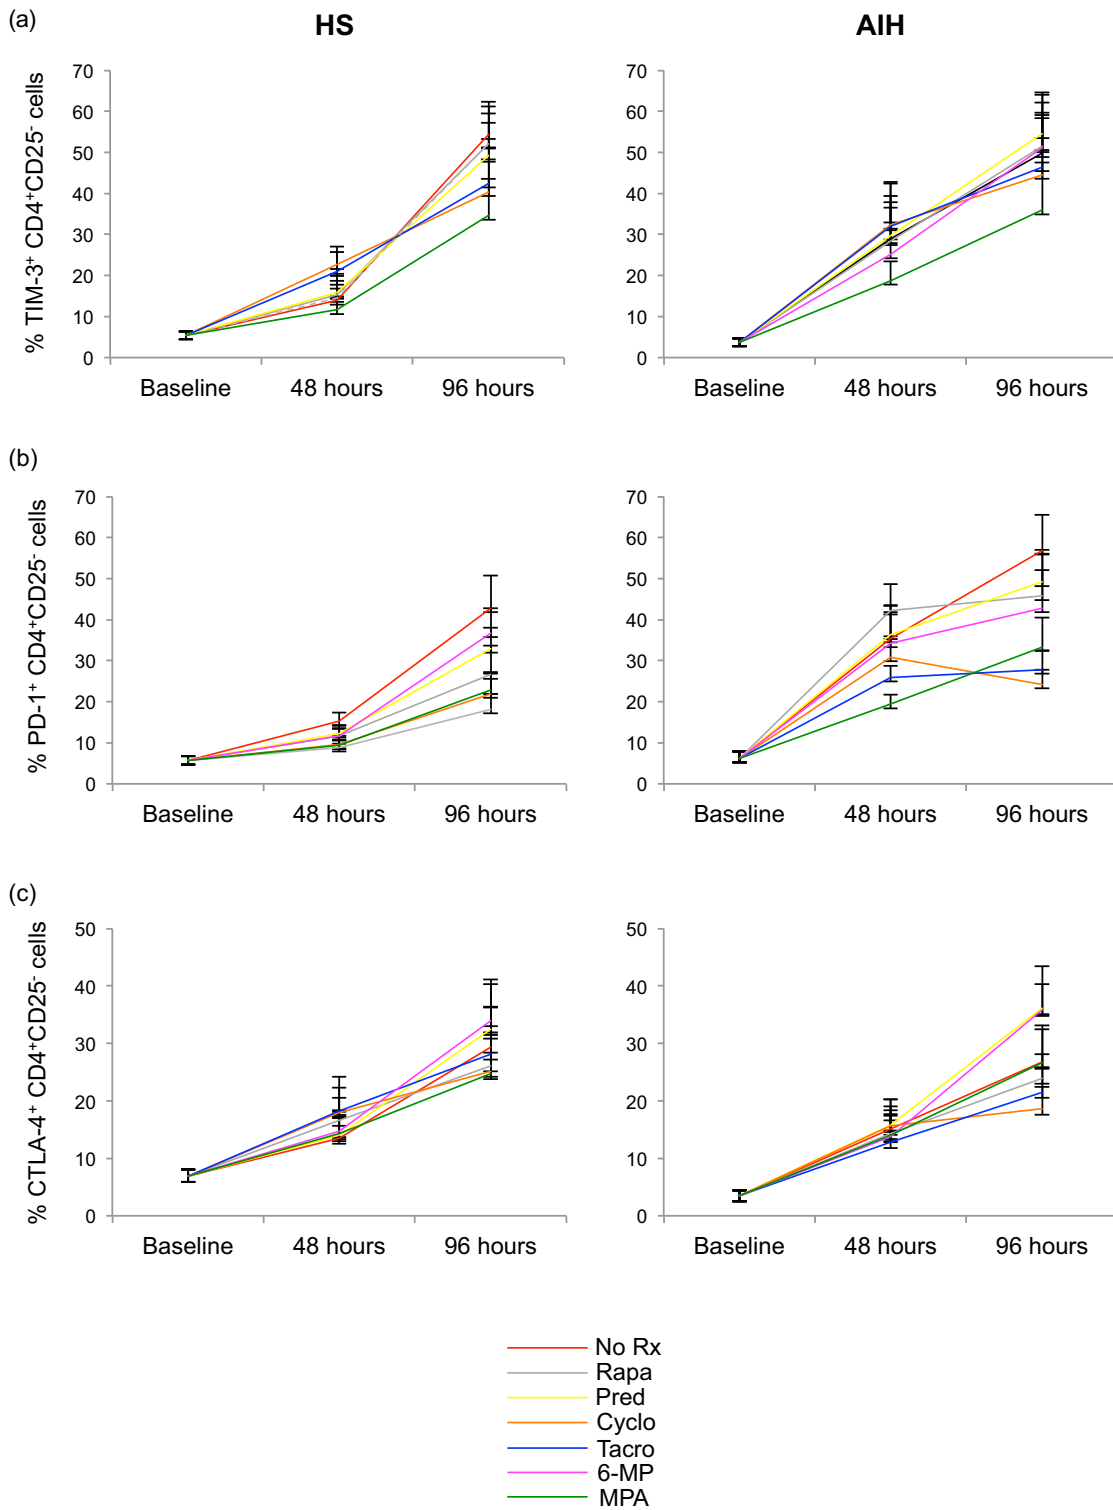 (a)
HS
AIH
% TIM-3⁺ CD4⁺CD25⁻ cells
70
60
50
40
30
20
10
0
Baseline 48 hours 96 hours
70
60
50
40
30
20
10
0
Baseline 48 hours 96 hours
(b)
% PD-1⁺ CD4⁺CD25⁻ cells
70
60
50
40
30
20
10
0
Baseline 48 hours 96 hours
70
60
50
40
30
20
10
0
Baseline 48 hours 96 hours
(c)
% CTLA-4⁺ CD4⁺CD25⁻ cells
50
40
30
20
10
0
Baseline 48 hours 96 hours
50
40
30
20
10
0
Baseline 48 hours 96 hours
No Rx
Rapa
Pred
Cyclo
Tacro
6-MP
MPA